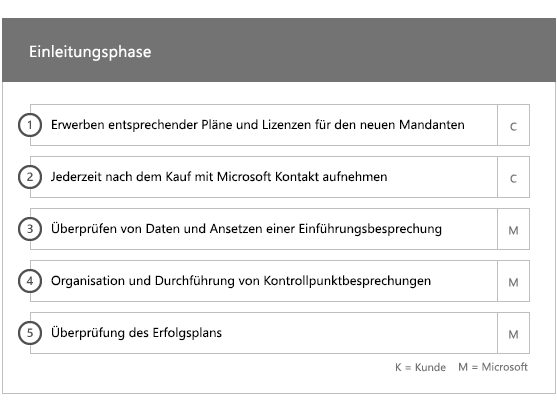 Einleitungsphase
1 Erwerben entsprechender Pläne und Lizenzen für den neuen Mandanten C
2 Jederzeit nach dem Kauf mit Microsoft Kontakt aufnehmen C
3 Überprüfen von Daten und Ansetzen einer Einführungsbesprechung M
4 Organisation und Durchführung von Kontrollpunktbesprechungen M
5 Überprüfung des Erfolgsplans M
K = Kunde M = Microsoft